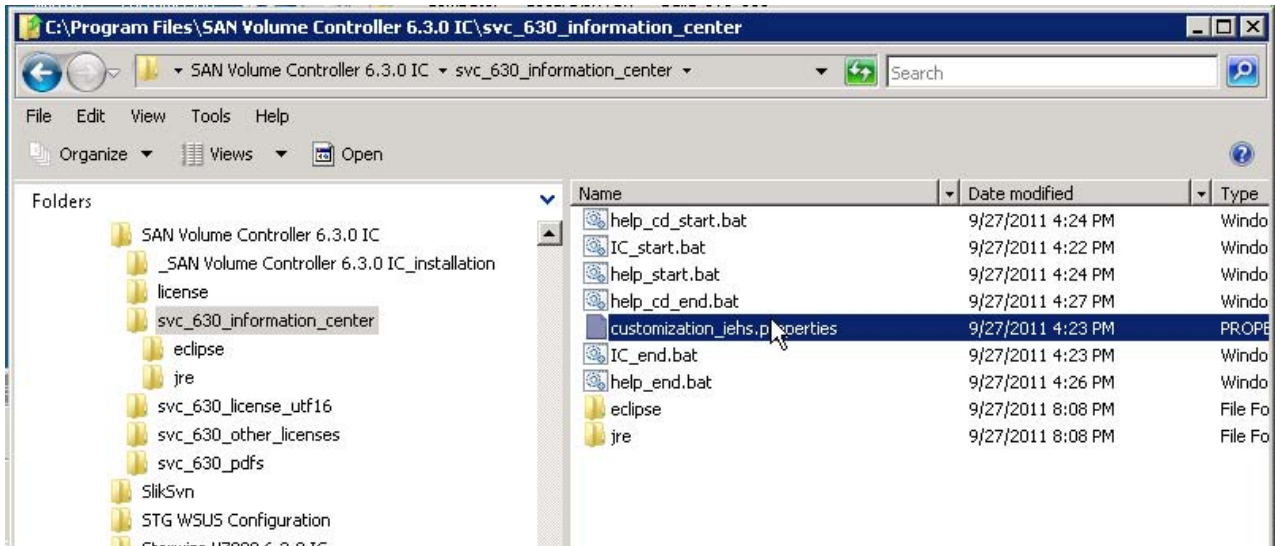 C:\Program Files\SAN Volume Controller 6.3.0 IC\svc_630_information_center
SAN Volume Controller 6.3.0 IC svc_630_information_center Search
File Edit View Tools Help
Organize Views Open
Folders
SAN Volume Controller 6.3.0 IC
_SAN Volume Controller 6.3.0 IC_installation
license
svc_630_information_center
eclipse
jre
svc_630_license_utf16
svc_630_other_licenses
svc_630_pdfs
SlikSvn
STG WSUS Configuration
Name Date modified Type
help_cd_start.bat 9/27/2011 4:24 PM Windo
IC_start.bat 9/27/2011 4:22 PM Windo
help_start.bat 9/27/2011 4:24 PM Windo
help_cd_end.bat 9/27/2011 4:27 PM Windo
customization_iehs.properties 9/27/2011 4:23 PM PROPE
IC_end.bat 9/27/2011 4:23 PM Windo
help_end.bat 9/27/2011 4:26 PM Windo
eclipse 9/27/2011 8:08 PM File Fo
jre 9/27/2011 8:08 PM File Fo